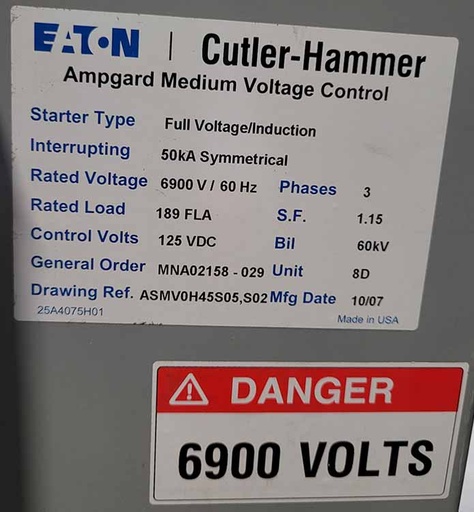 EATON | Cutler-Hammer
Ampgard Medium Voltage Control
Starter Type Full Voltage/Induction
Interrupting 50kA Symmetrical
Rated Voltage 6900 V / 60 Hz Phases 3
Rated Load 189 FLA S.F. 1.15
Control Volts 125 VDC Bil 60kV
General Order MNA02158 - 029 Unit 8D
Drawing Ref. ASMV0H45S05,S02 Mfg Date 10/07
25A4075H01 Made in USA
DANGER
6900 VOLTS